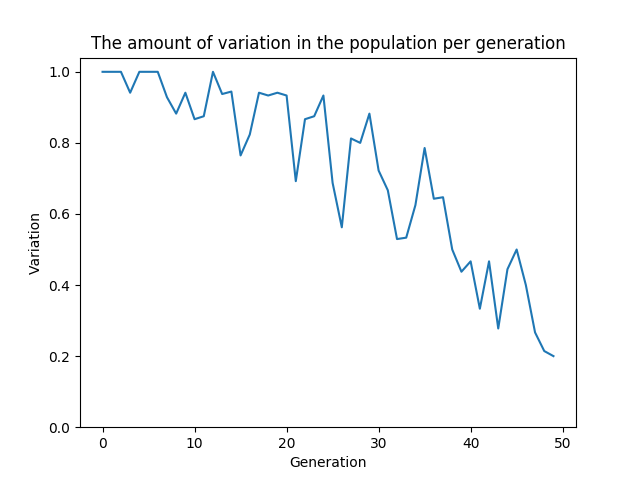 The amount of variation in the population per generation
1.0
0.8
0.6
0.4
0.2
0.0
Variation
0 10 20 30 40 50
Generation